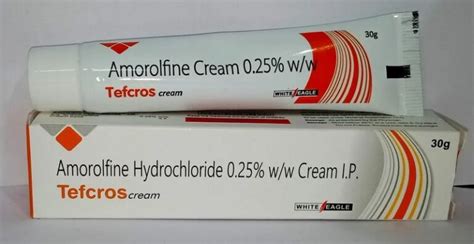 30g
Amorolfine Cream 0.25% w/w
Tefcros cream
WHITE EAGLE
30g
Amorolfine Hydrochloride 0.25% w/w Cream I.P.
Tefcros cream
WHITE EAGLE